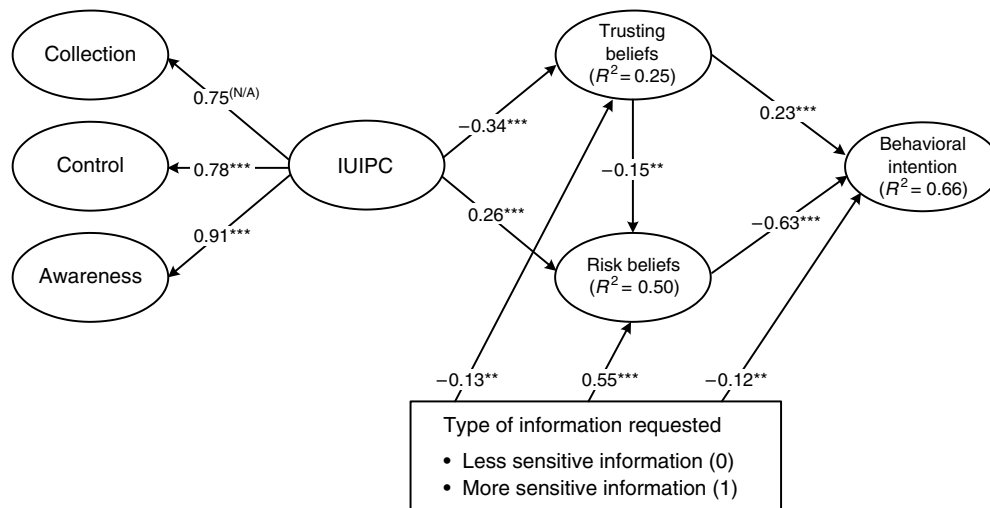 Trusting
beliefs
(R² = 0.25)
Collection
0.75(N/A)
−0.34***
0.23***
Control
0.78***
IUIPC
−0.15**
Behavioral
intention
(R² = 0.66)
0.91***
0.26***
−0.63***
Awareness
Risk beliefs
(R² = 0.50)
−0.13**
0.55***
−0.12**
Type of information requested
• Less sensitive information (0)
• More sensitive information (1)